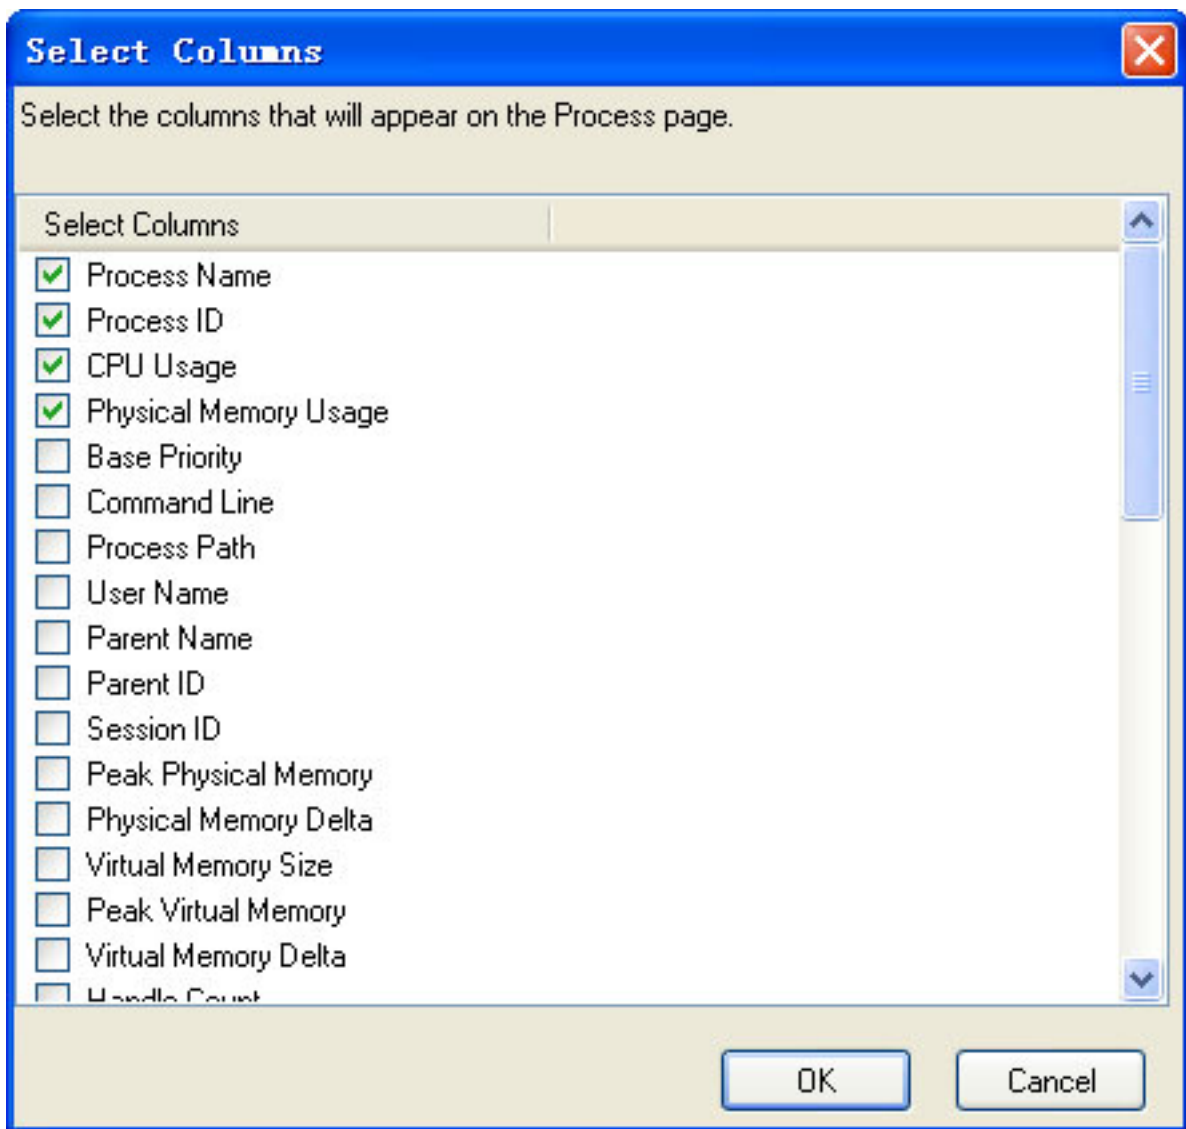 Select Columns
Select the columns that will appear on the Process page.
Select Columns
Process Name
Process ID
CPU Usage
Physical Memory Usage
Base Priority
Command Line
Process Path
User Name
Parent Name
Parent ID
Session ID
Peak Physical Memory
Physical Memory Delta
Virtual Memory Size
Peak Virtual Memory
Virtual Memory Delta
Handle Count
OK
Cancel